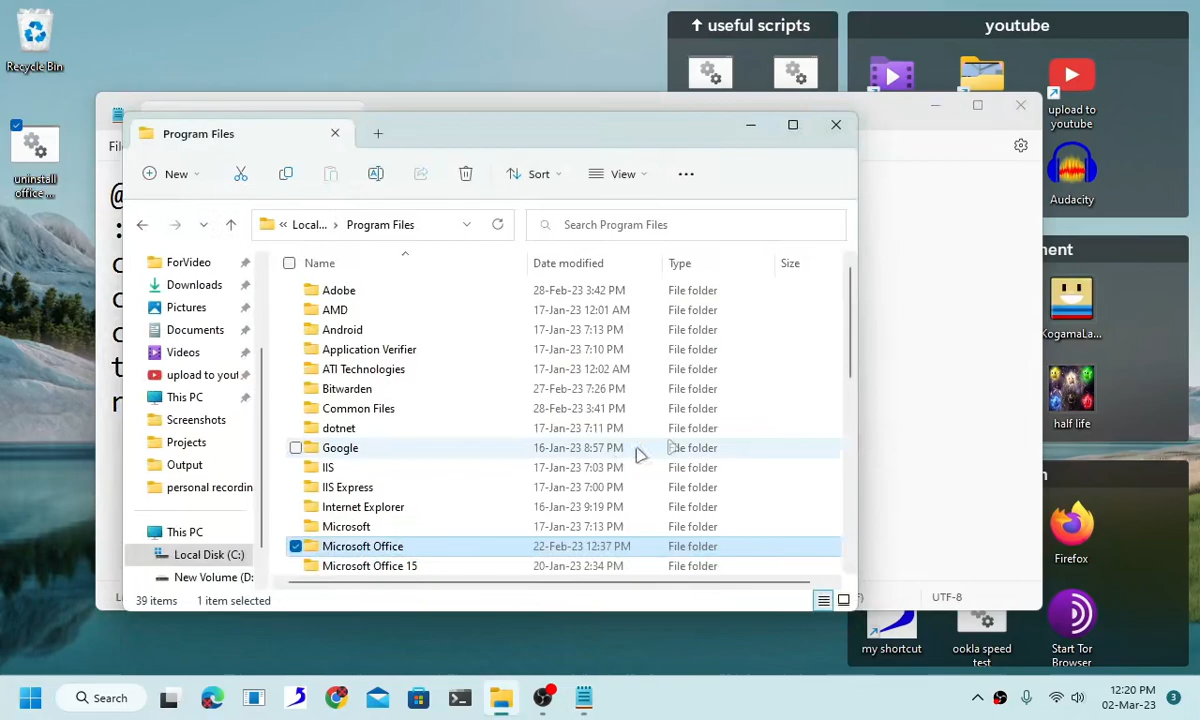 Recycle Bin
uninstall
office ...
↑ useful scripts
youtube
upload to
youtube
Audacity
ent
KogamaLa...
half life
n
Firefox
my shortcut
ookla speed
test
Start Tor
Browser
Fil
@
:
c
c
c
t
r
UTF-8
Program Files
New
Sort
View
« Local... › Program Files
Search Program Files
ForVideo
Downloads
Pictures
Documents
Videos
upload to yout
This PC
Screenshots
Projects
Output
personal recordin
This PC
Local Disk (C:)
New Volume (D:
Name Date modified Type Size
Adobe 28-Feb-23 3:42 PM File folder
AMD 17-Jan-23 12:01 AM File folder
Android 17-Jan-23 7:13 PM File folder
Application Verifier 17-Jan-23 7:10 PM File folder
ATI Technologies 17-Jan-23 12:02 AM File folder
Bitwarden 27-Feb-23 7:26 PM File folder
Common Files 28-Feb-23 3:41 PM File folder
dotnet 17-Jan-23 7:11 PM File folder
Google 16-Jan-23 8:57 PM File folder
IIS 17-Jan-23 7:03 PM File folder
IIS Express 17-Jan-23 7:00 PM File folder
Internet Explorer 16-Jan-23 9:19 PM File folder
Microsoft 17-Jan-23 7:13 PM File folder
Microsoft Office 22-Feb-23 12:37 PM File folder
Microsoft Office 15 20-Jan-23 2:34 PM File folder
39 items 1 item selected
Search
12:20 PM
02-Mar-23
3